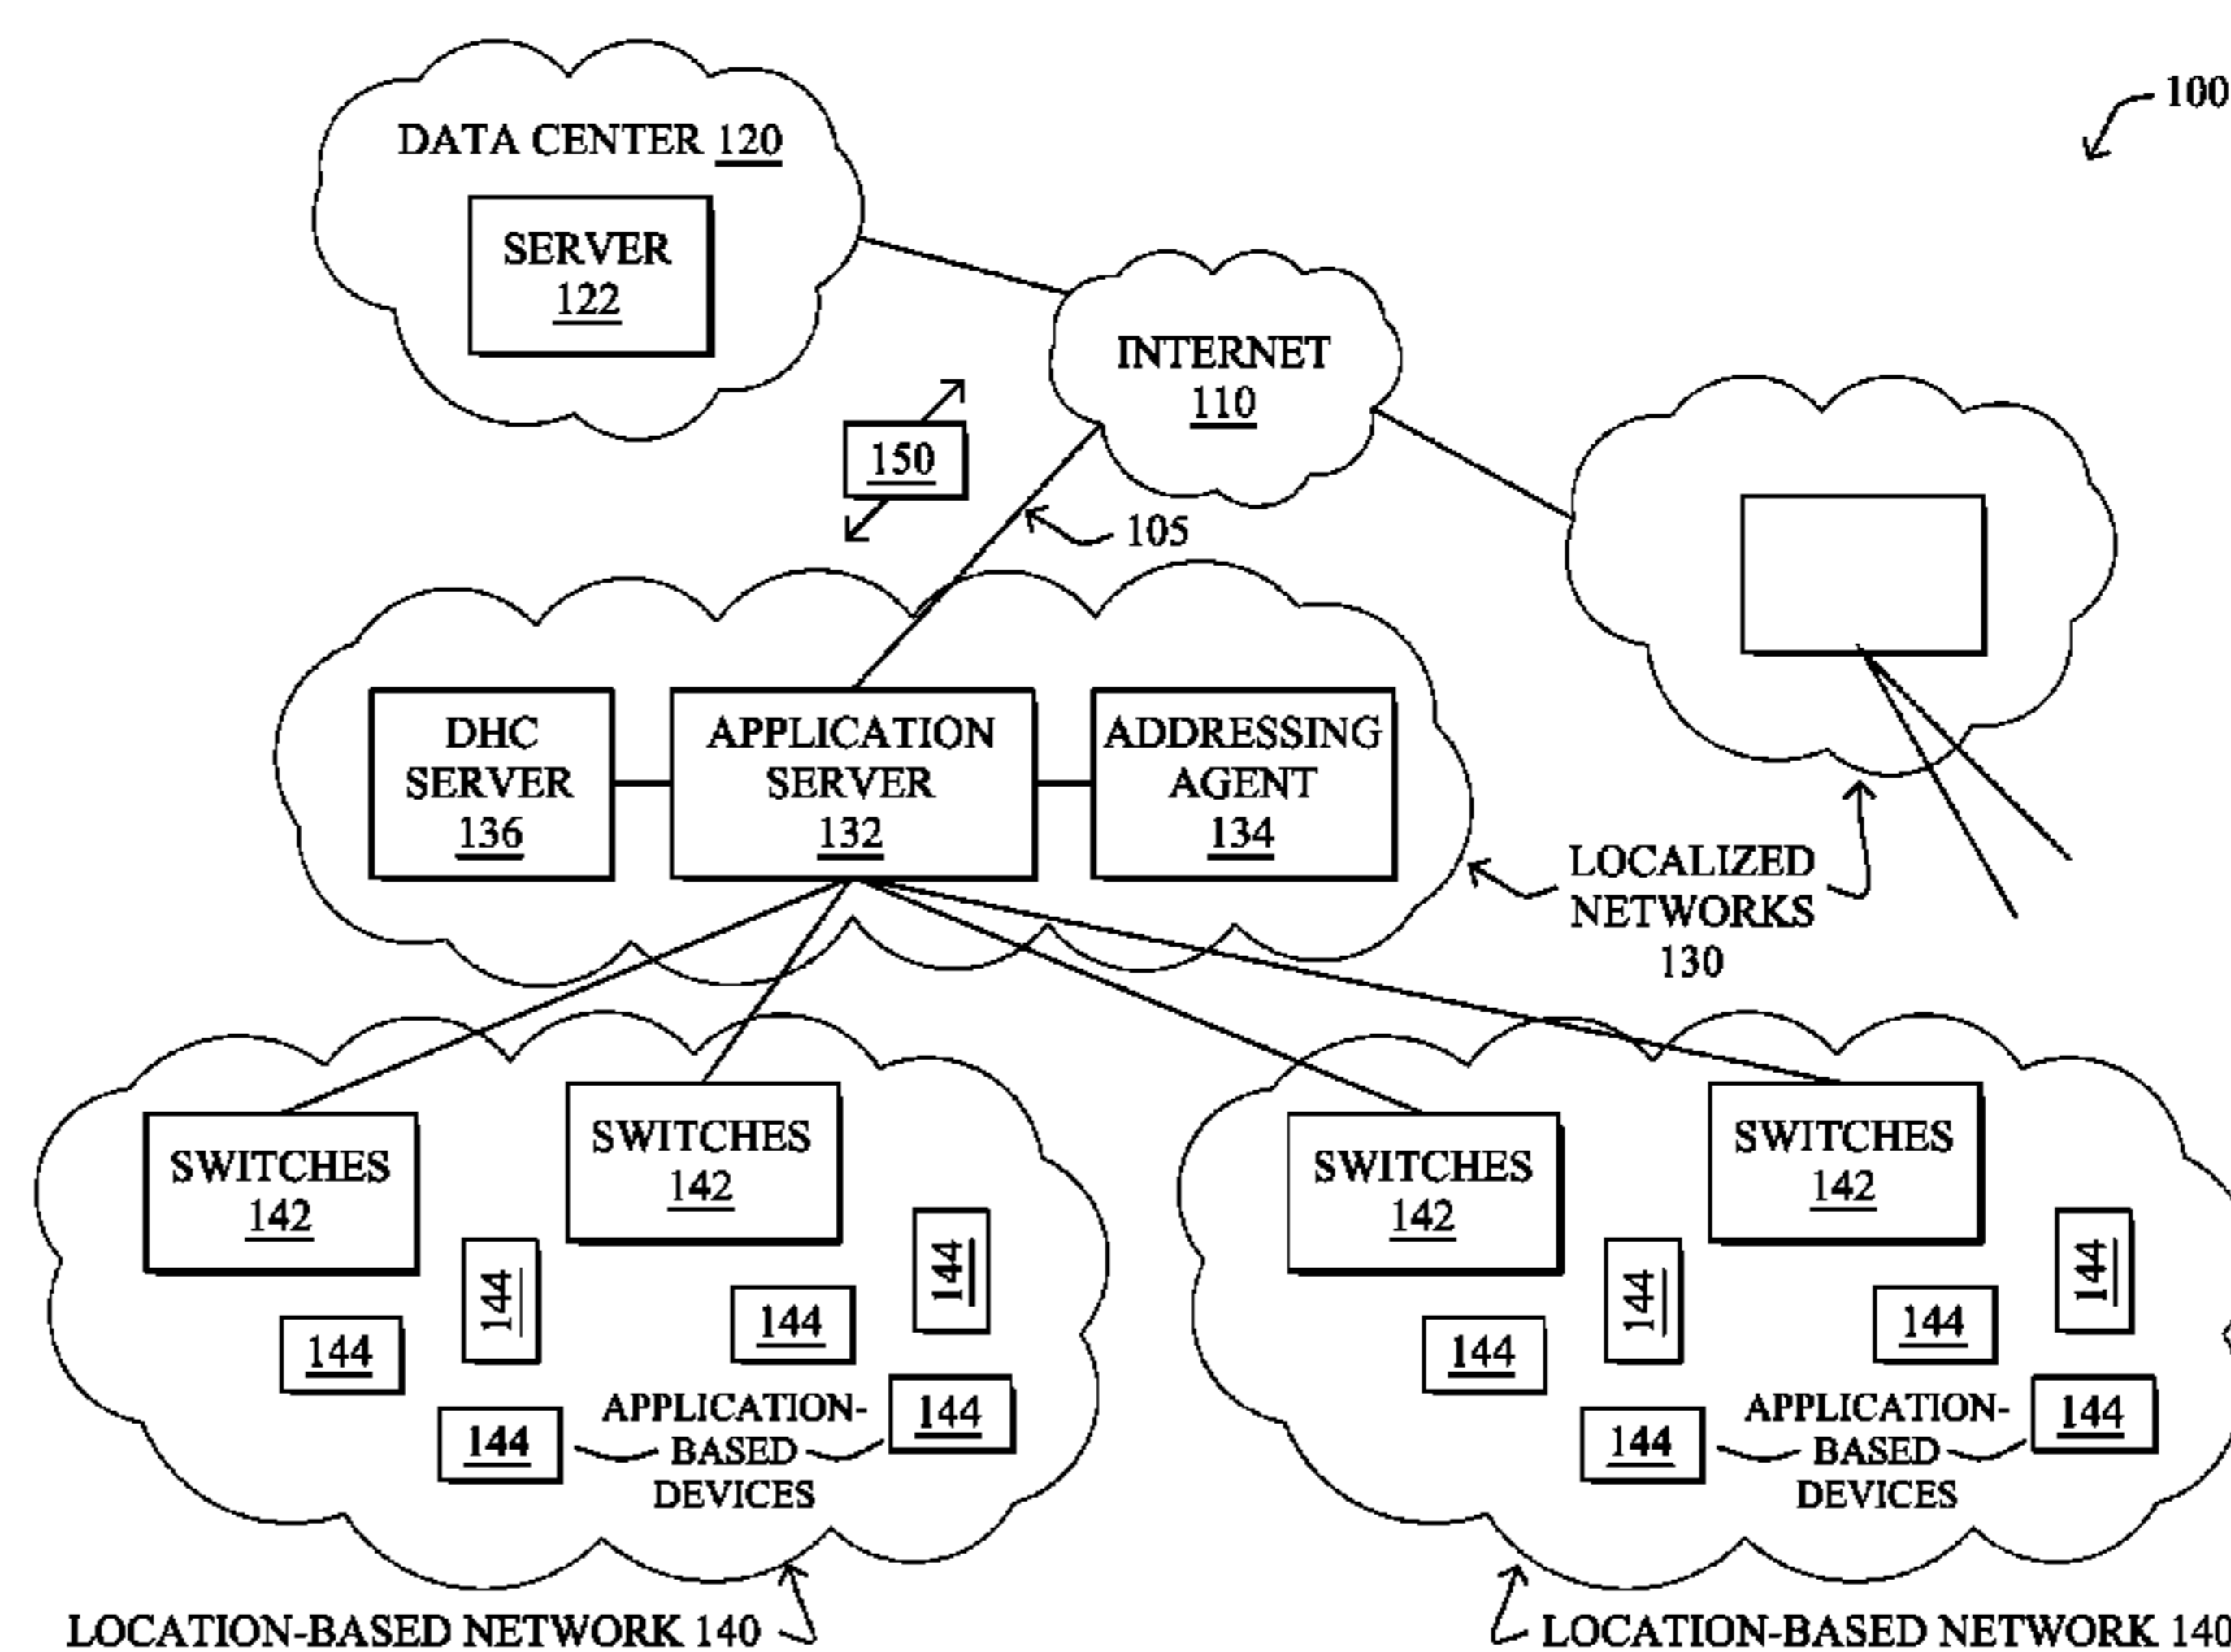 100
DATA CENTER 120
SERVER
122
INTERNET
110
150
105
DHC
SERVER
136
APPLICATION
SERVER
132
ADDRESSING
AGENT
134
LOCALIZED
NETWORKS
130
SWITCHES
142
SWITCHES
142
144
144
144
144
144
144
APPLICATION-
BASED
DEVICES
LOCATION-BASED NETWORK 140
SWITCHES
142
SWITCHES
142
144
144
144
144
144
144
APPLICATION-
BASED
DEVICES
LOCATION-BASED NETWORK 140